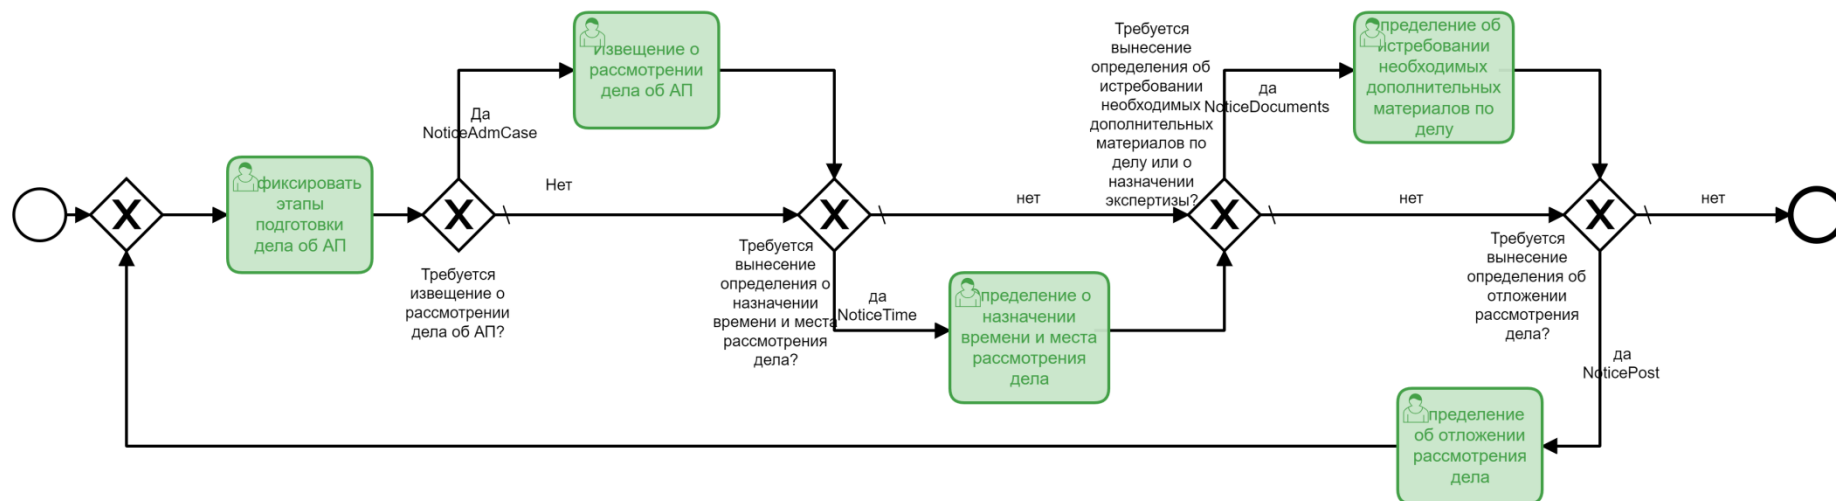 фиксировать
этапы
подготовки
дела об АП
Да
NoticeAdmCase
Требуется
извещение о
рассмотрении
дела об АП?
Извещение о
рассмотрении
дела об АП
Нет
Требуется
вынесение
определения о
назначении
времени и места
рассмотрения
дела?
да
NoticeTime
пределение о
назначении
времени и места
рассмотрения
дела
нет
Требуется
вынесение
определения об
истребовании
необходимых
дополнительных
материалов по
делу или о
назначении
экспертизы?
да
NoticeDocuments
пределение об
истребовании
необходимых
дополнительных
материалов по
делу
нет
Требуется
вынесение
определения об
отложении
рассмотрения
дела?
нет
да
NoticePost
пределение
об отложении
рассмотрения
дела